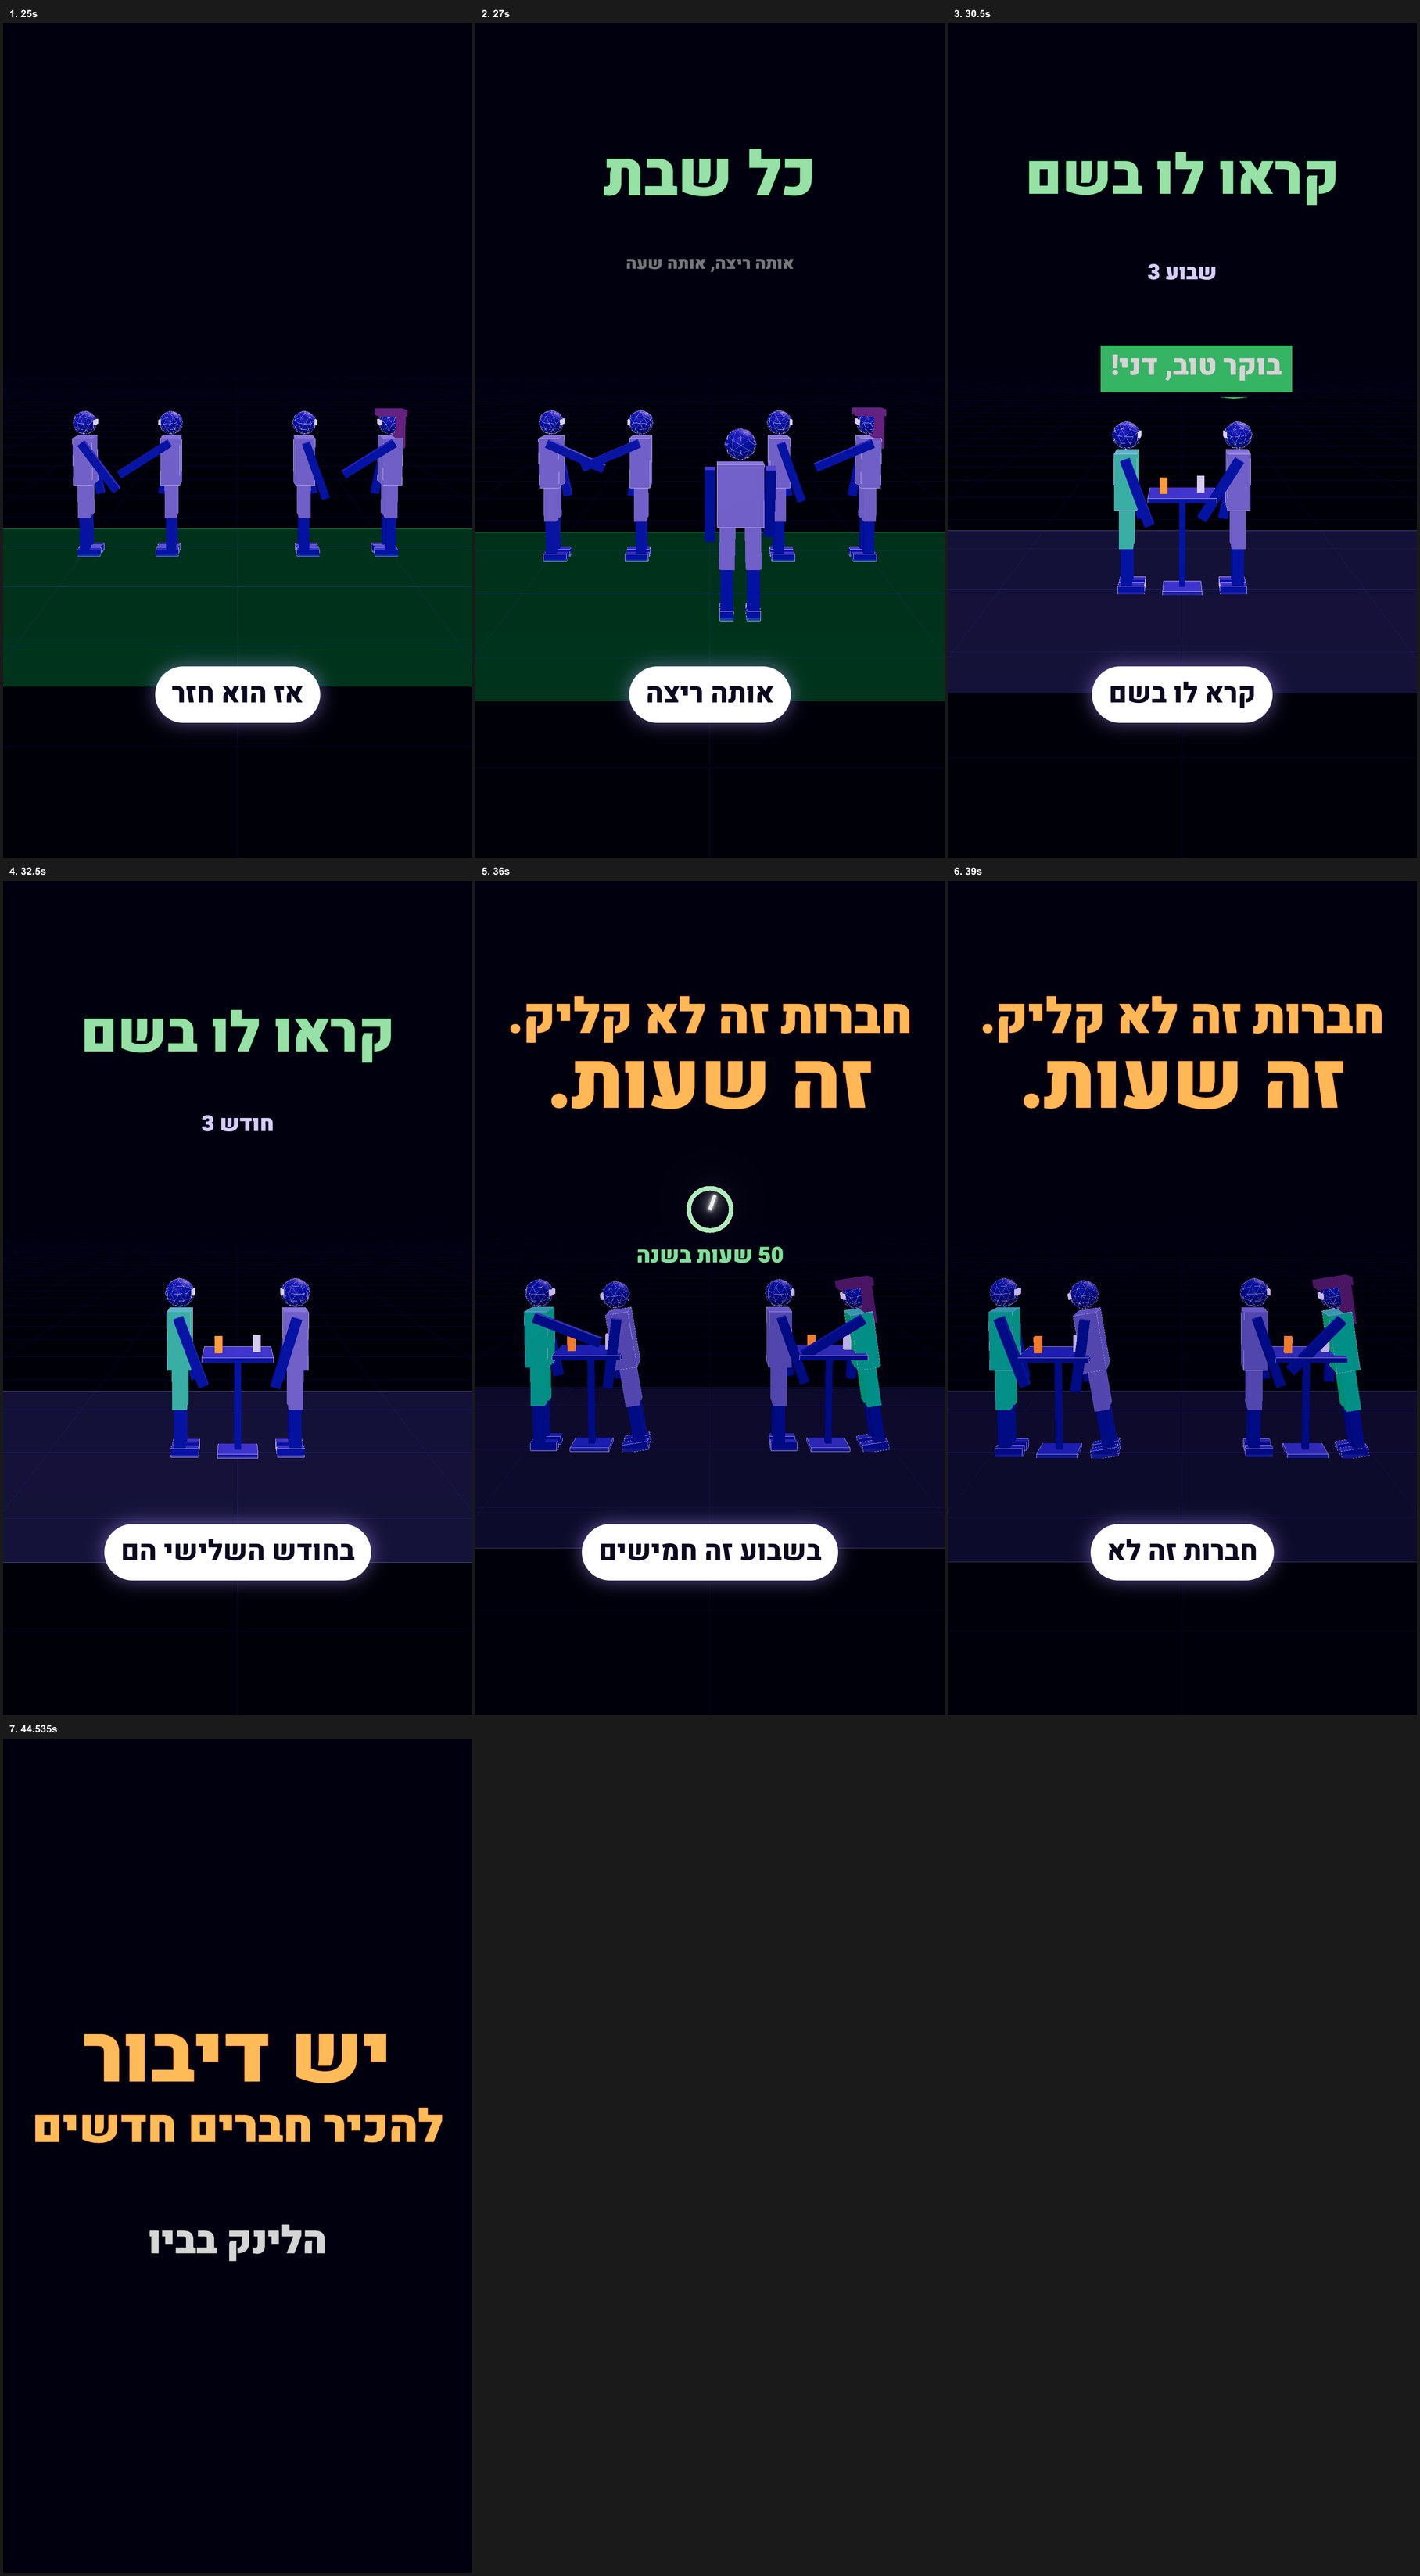 1. 25s
אז הוא חזר
2. 27s
כל שבת
אותה ריצה, אותה שעה
אותה ריצה
3. 30.5s
קראו לו בשם
שבוע 3
בוקר טוב, דני!
קרא לו בשם
4. 32.5s
קראו לו בשם
חודש 3
בחודש השלישי הם
5. 36s
חברות זה לא קליק.
זה שעות.
50 שעות בשנה
בשבוע זה חמישים
6. 39s
חברות זה לא קליק.
זה שעות.
חברות זה לא
7. 44.535s
יש דיבור
להכיר חברים חדשים
הלינק בביו